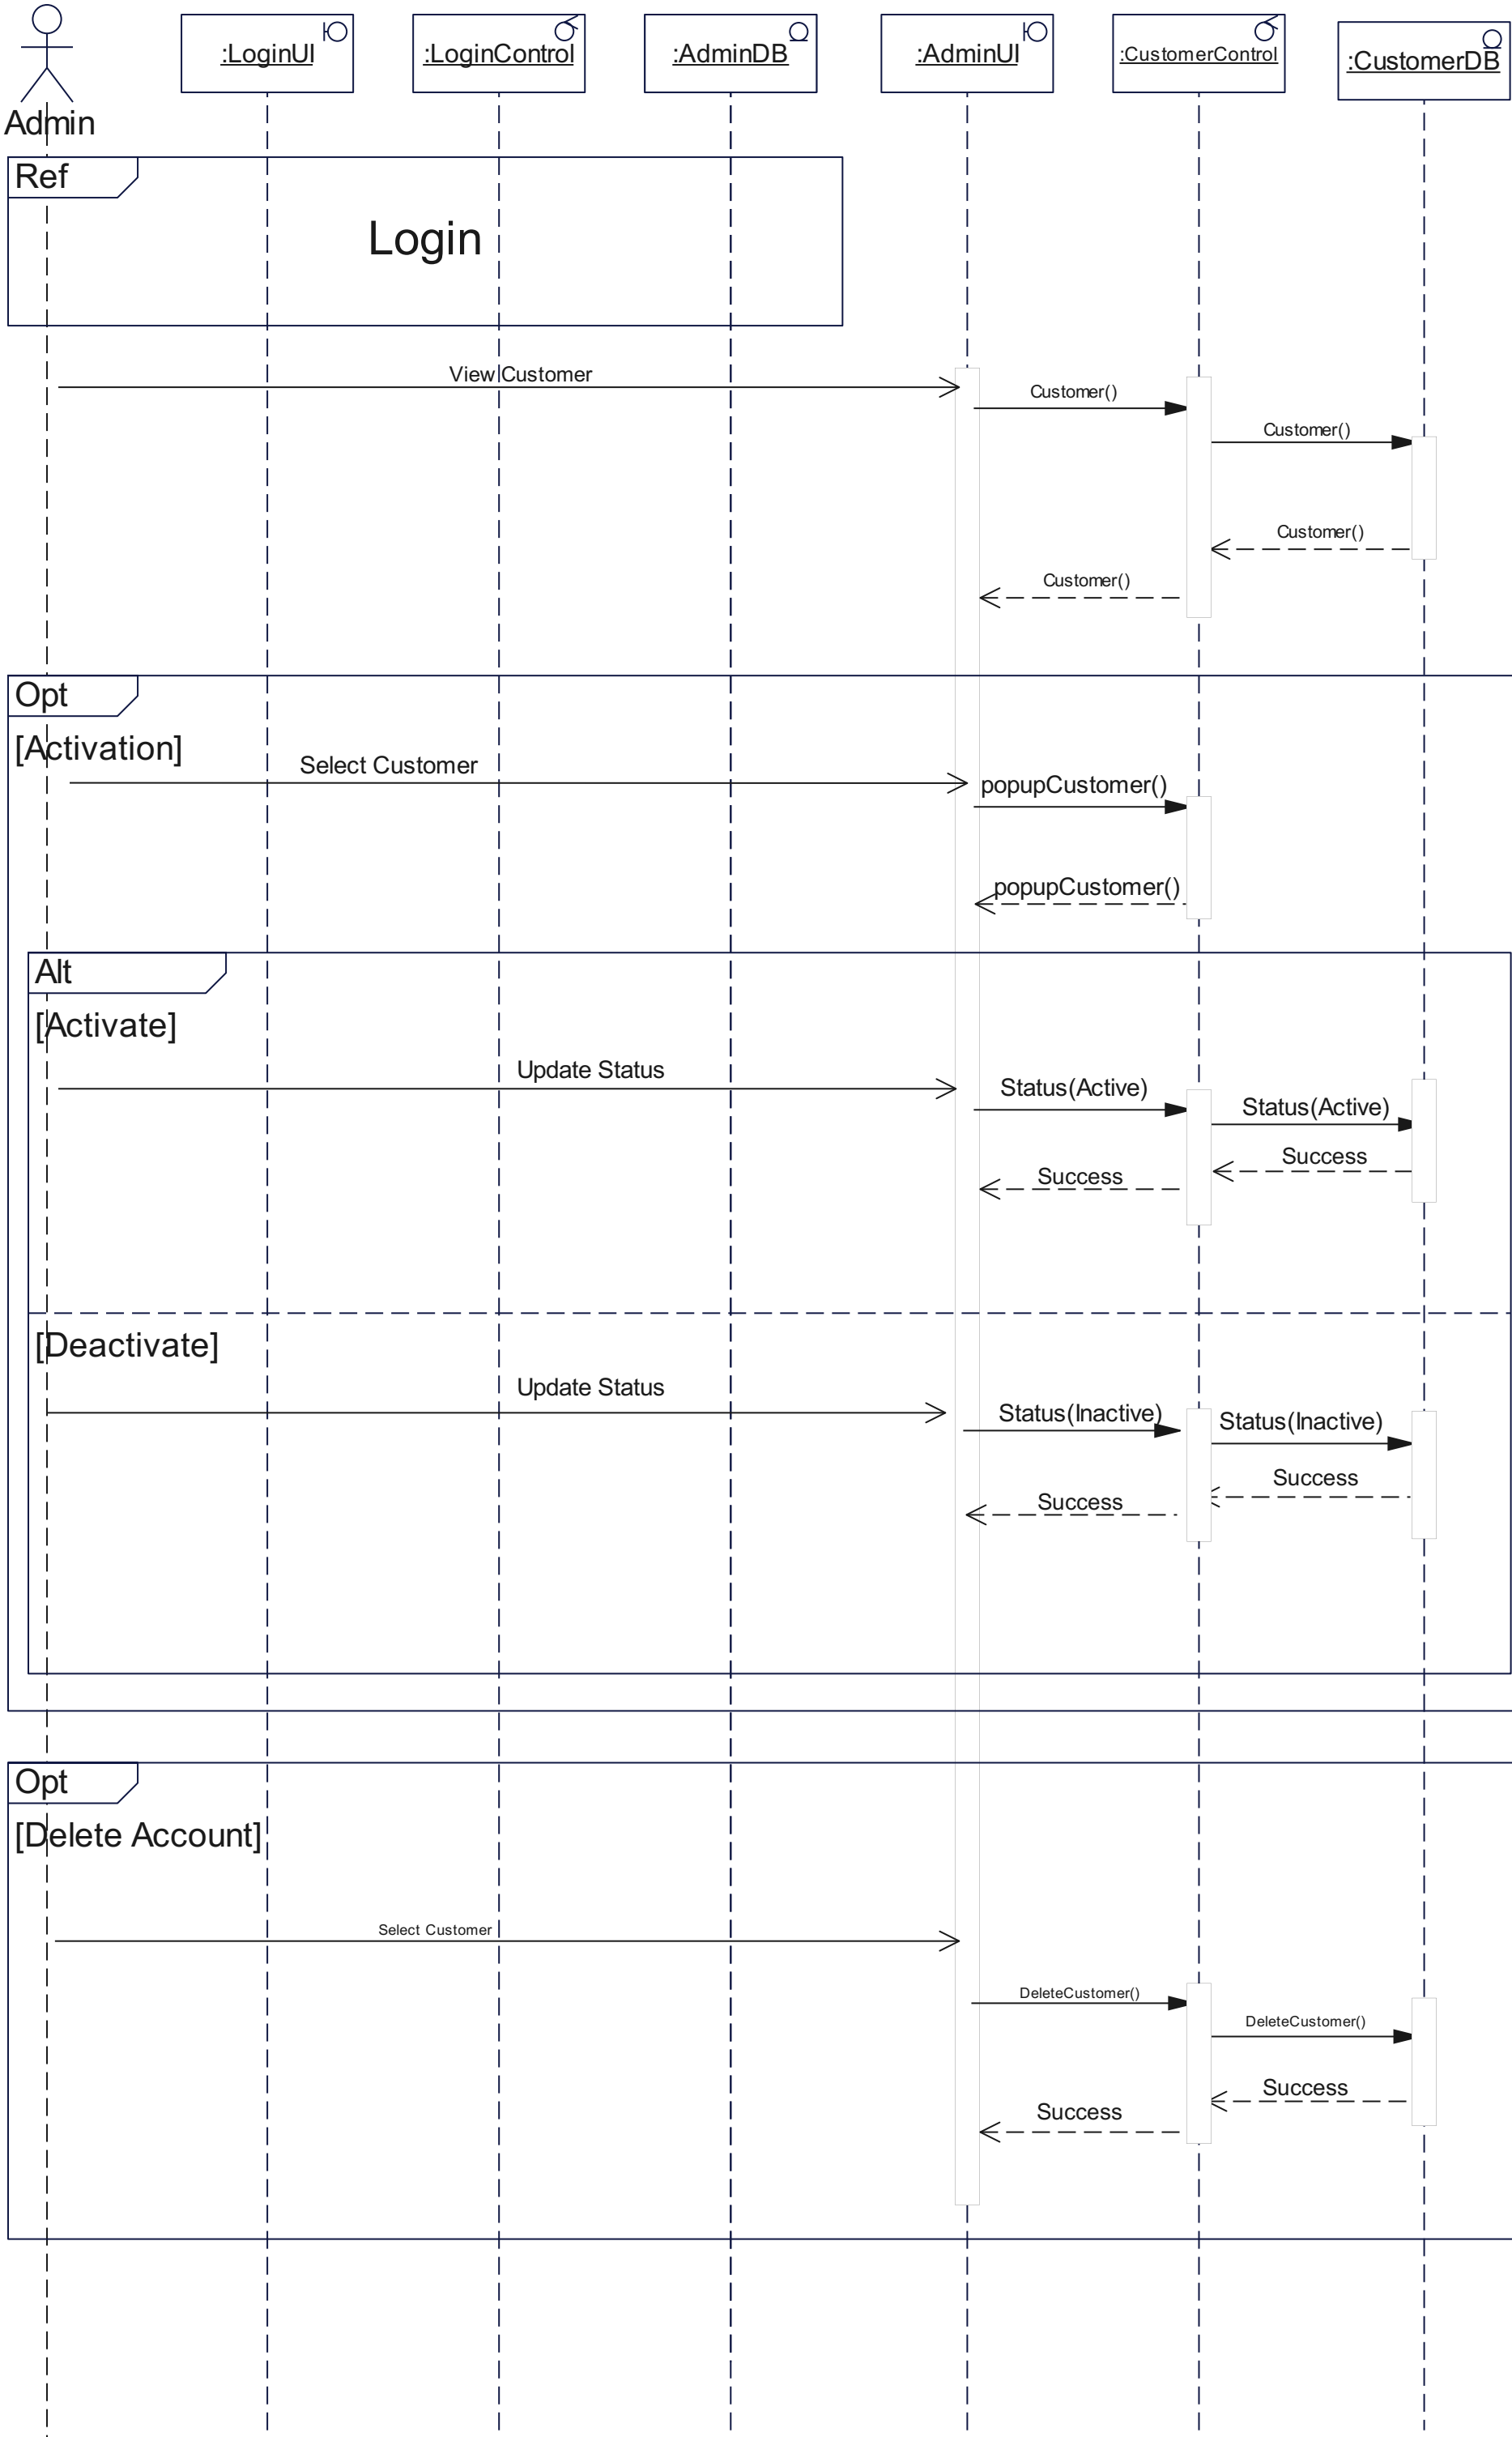 :LoginUI
:LoginControl
:AdminDB
:AdminUI
:CustomerControl
:CustomerDB
Admin
Ref
Login
View Customer
Customer()
Customer()
Customer()
Customer()
Opt
[Activation]
Select Customer
popupCustomer()
popupCustomer()
Alt
[Activate]
Update Status
Status(Active)
Status(Active)
Success
Success
[Deactivate]
Update Status
Status(Inactive)
Status(Inactive)
Success
Success
Opt
[Delete Account]
Select Customer
DeleteCustomer()
DeleteCustomer()
Success
Success